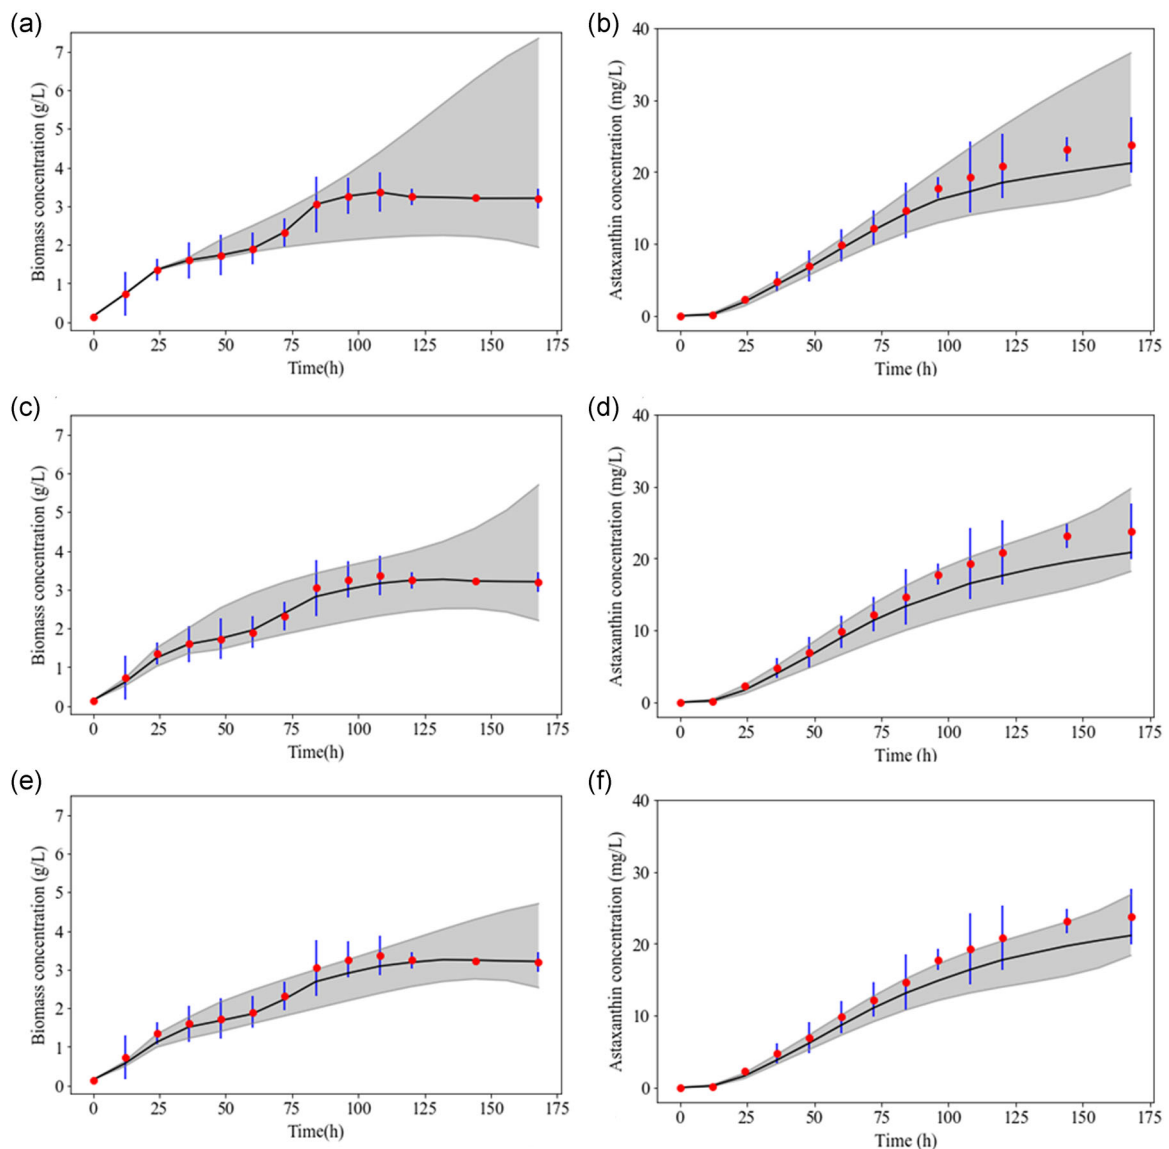 (a)
Biomass concentration (g/L)
7
6
5
4
3
2
1
0
0 25 50 75 100 125 150 175
Time(h)
(b)
Astaxanthin concentration (mg/L)
40
30
20
10
0
0 25 50 75 100 125 150 175
Time (h)
(c)
Biomass concentration (g/L)
7
6
5
4
3
2
1
0
0 25 50 75 100 125 150 175
Time(h)
(d)
Astaxanthin concentration (mg/L)
40
30
20
10
0
0 25 50 75 100 125 150 175
Time (h)
(e)
Biomass concentration (g/L)
7
6
5
4
3
2
1
0
0 25 50 75 100 125 150 175
Time(h)
(f)
Astaxanthin concentration (mg/L)
40
30
20
10
0
0 25 50 75 100 125 150 175
Time (h)